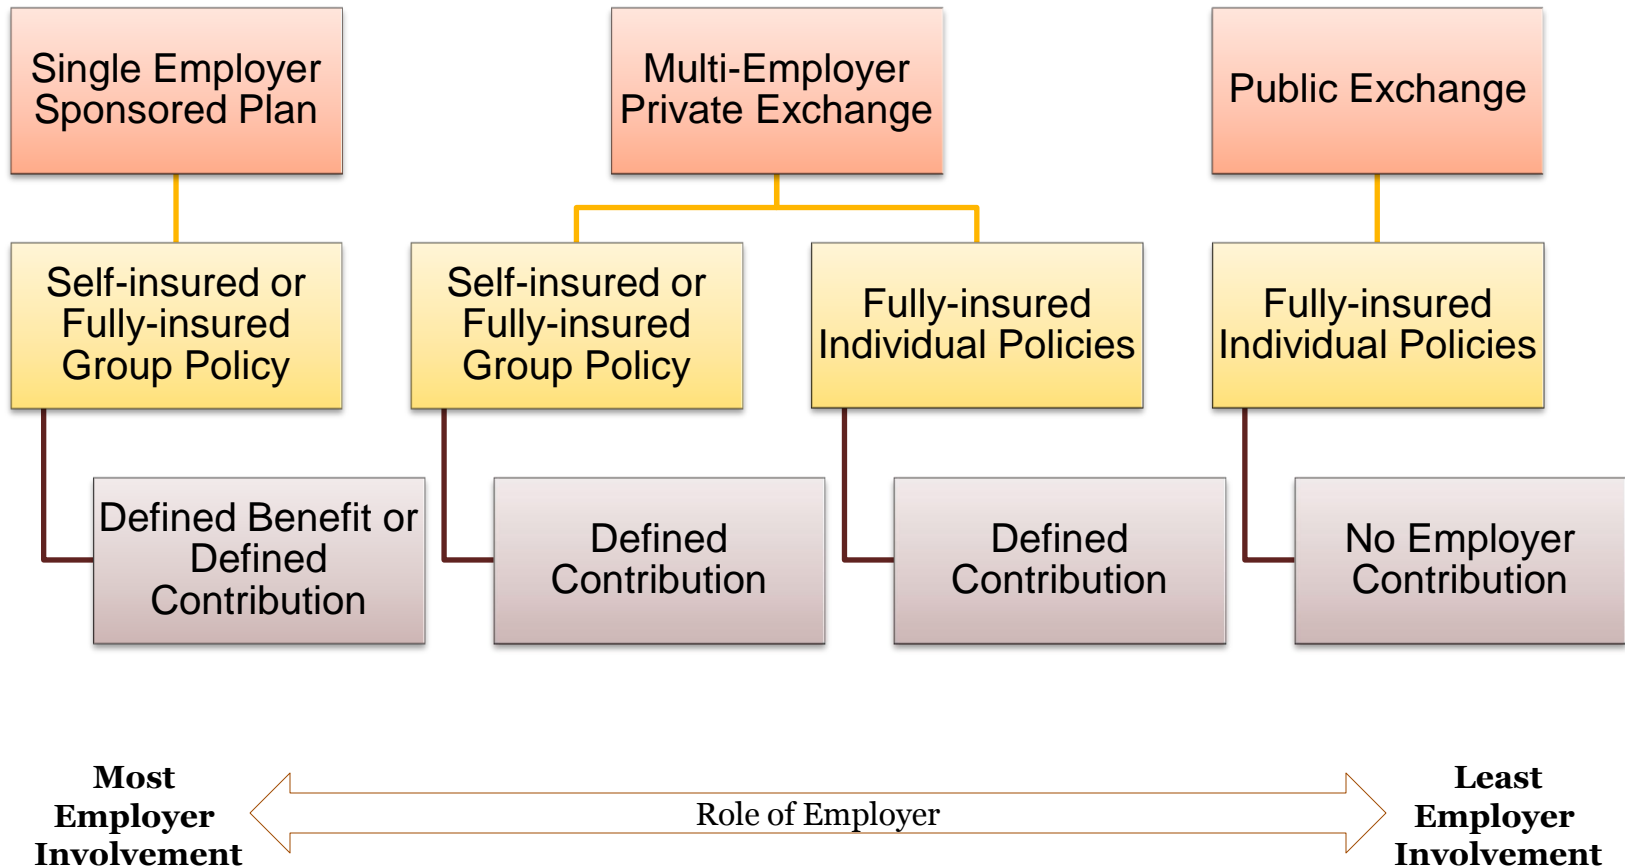 Single Employer
Sponsored Plan
Multi-Employer
Private Exchange
Public Exchange
Self-insured or
Fully-insured
Group Policy
Self-insured or
Fully-insured
Group Policy
Fully-insured
Individual Policies
Fully-insured
Individual Policies
Defined Benefit or
Defined
Contribution
Defined
Contribution
Defined
Contribution
No Employer
Contribution
Most
Employer
Involvement
Role of Employer
Least
Employer
Involvement